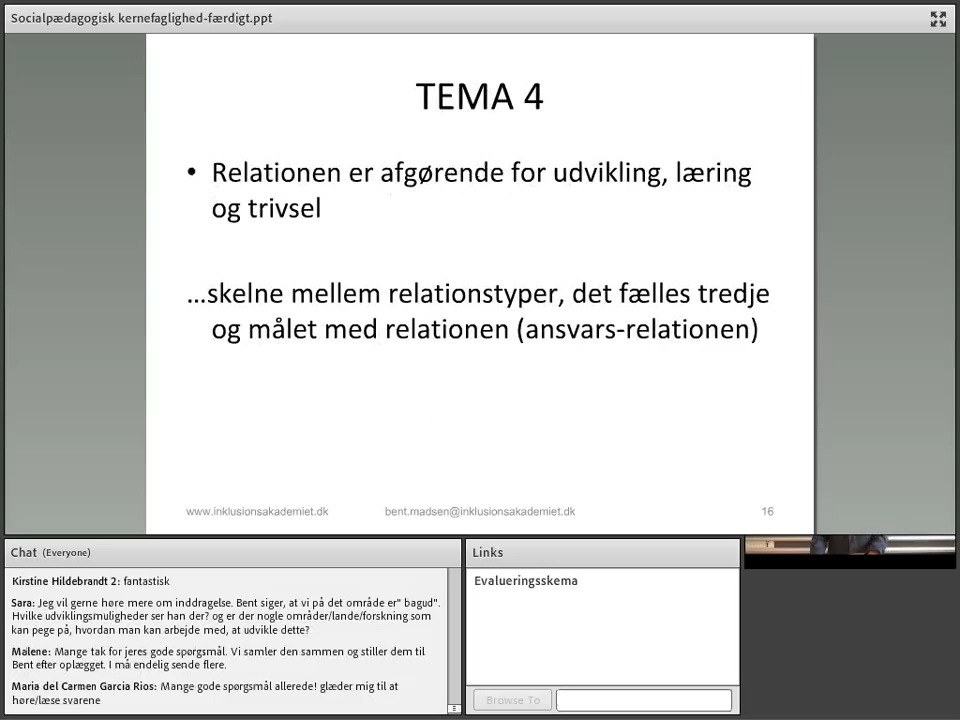 Socialpædagogisk kernefaglighed-færdigt.ppt
TEMA 4
• Relationen er afgørende for udvikling, læring
og trivsel
…skelne mellem relationstyper, det fælles tredje
og målet med relationen (ansvars-relationen)
www.inklusionsakademiet.dk bent.madsen@inklusionsakademiet.dk 16
Chat (Everyone)
Kirstine Hildebrandt 2: fantastisk
Sara: Jeg vil gerne høre mere om inddragelse. Bent siger, at vi på det område er" bagud".
Hvilke udviklingsmuligheder ser han der? og er der nogle områder/lande/forskning som
kan pege på, hvordan man kan arbejde med, at udvikle dette?
Malene: Mange tak for jeres gode spørgsmål. Vi samler den sammen og stiller dem til
Bent efter oplægget. I må endelig sende flere.
Maria del Carmen Garcia Rios: Mange gode spørgsmål allerede! glæder mig til at
høre/læse svarene
Links
Evalueringsskema
Browse To